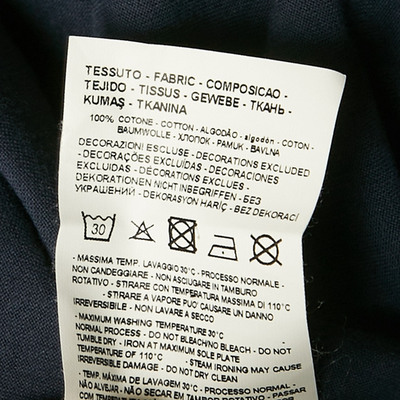 TESSUTO - FABRIC - COMPOSICAO -
TEJIDO - TISSUS - GEWEBE - ТКАНЬ -
KUMAŞ - TKANINA
100% COTONE - COTTON - ALGODÃO - algodón - COTON -
BAUMWOLLE - ХЛОПОК - PAMUK - BAVLNA
DECORAZIONI ESCLUSE - DECORATIONS EXCLUDED
- DECORAÇÕES EXCLUÍDAS - DECORACIONES
EXCLUÍDAS - DÉCORATIONS EXCLUES -
DEKORATIONEN NICHT INBEGRIFFEN - БЕЗ
УКРАШЕНИЙ - DEKORASYON HARİÇ - BEZ DEKORACÍ
30
- MASSIMA TEMP. LAVAGGIO 30°C - PROCESSO NORMALE -
NON CANDEGGIARE - NON ASCIUGARE IN TAMBURO
ROTATIVO - STIRARE CON TEMPERATURA MASSIMA DI 110°C
- STIRARE A VAPORE PUO' CAUSARE UN DANNO
IRREVERSIBILE - NON LAVARE A SECCO
- MAXIMUM WASHING TEMPERATURE 30°C
NORMAL PROCESS - DO NOT BLEACHING BLEACH - DO NOT
TUMBLE DRY - IRON AT MAXIMUM SOLE PLATE
TEMPERATURE OF 110°C - STEAM IRONING MAY CAUSE
IRREVERSIBLE DAMAGE - DO NOT DRY CLEAN
- TEMP. MÁXIMA DE LAVAGEM 30°C - PROCESSO NORMAL -
NÃO ALVEJAR - NÃO SECAR EM TAMBOR ROTATIVO - PASSAR